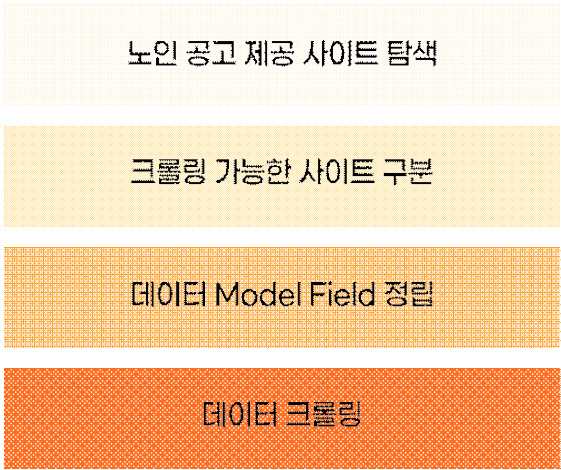 노인 공고 제공 사이트 탐색
크롤링 가능한 사이트 구분
데이터 Model Field 정립
데이터 크롤링